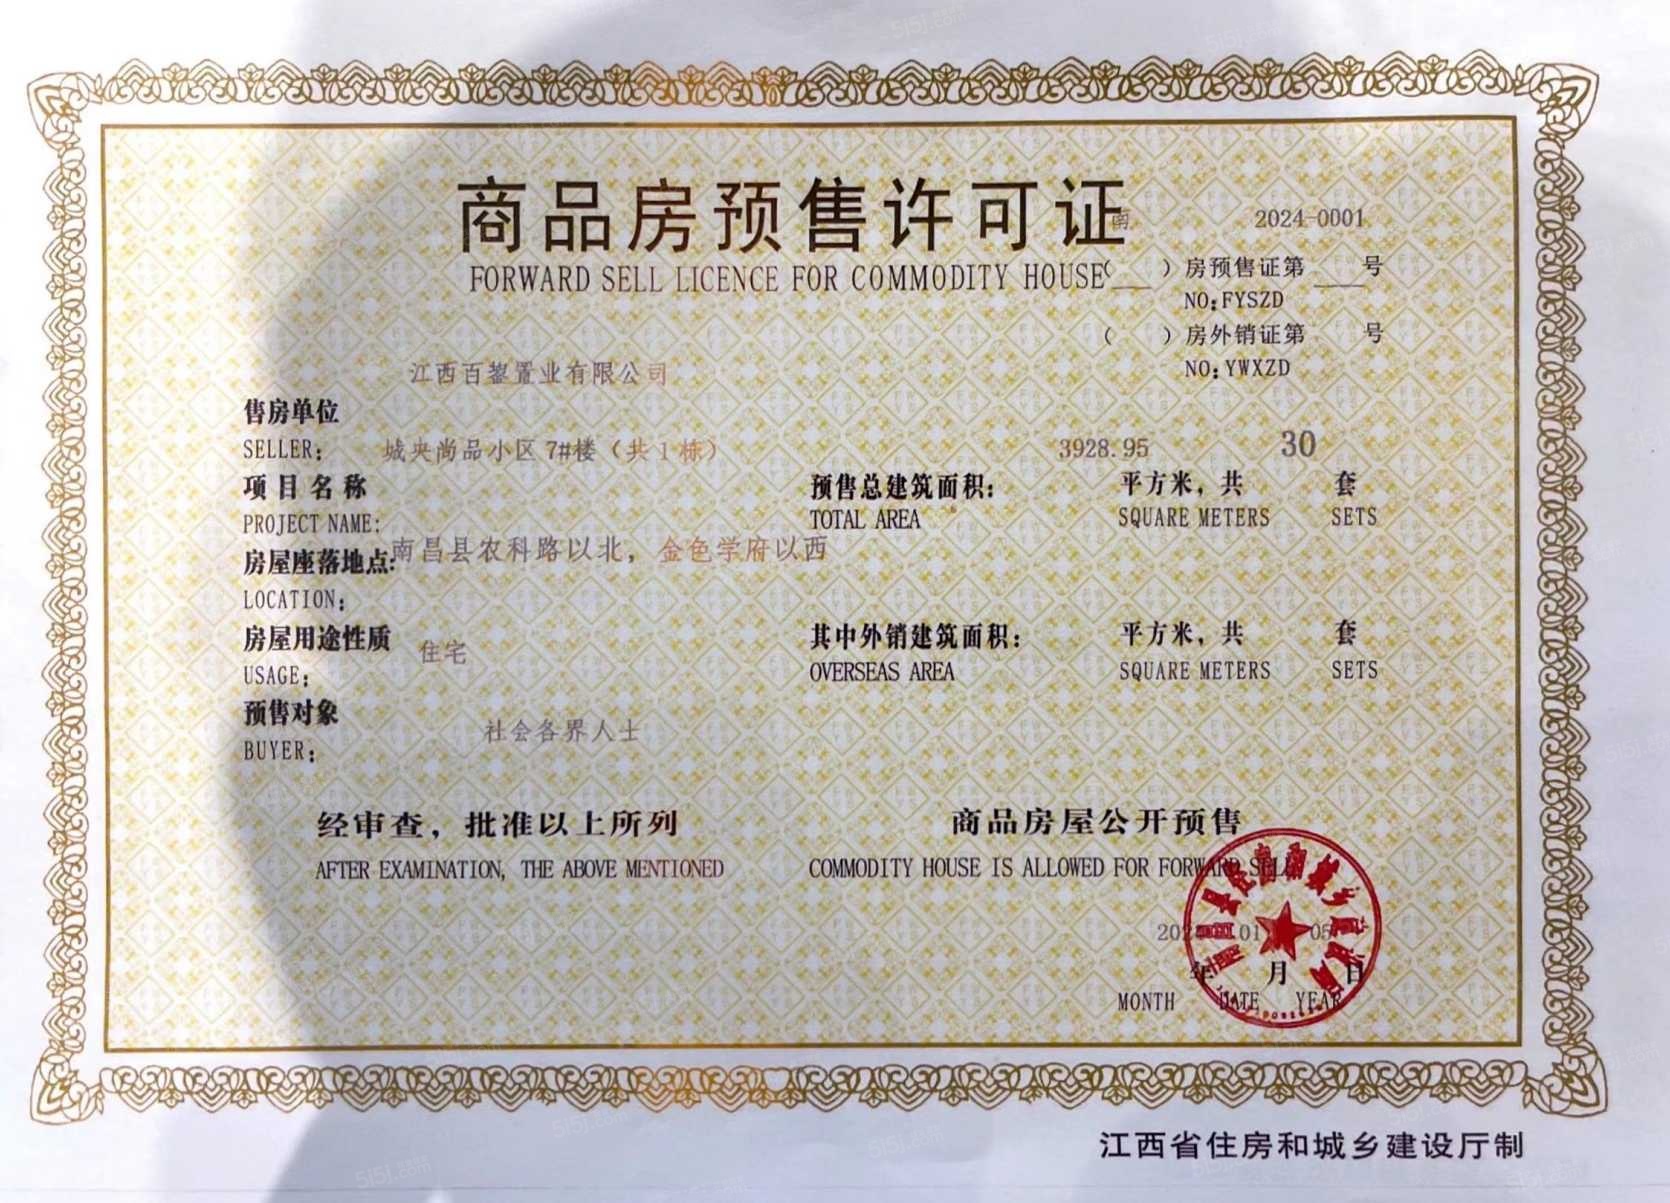 商品房预售许可证
FORWARD SELL LICENCE FOR COMMODITY HOUSE
南 2024-0001
( )房预售证第 号
NO:FYSZD
( )房外销证第 号
NO:YWXZD
江西百鋆置业有限公司
售房单位
SELLER:
城央尚品小区 7#楼(共 1 栋)
3928.95 30
项目名称
PROJECT NAME:
预售总建筑面积: 平方米,共 套
TOTAL AREA SQUARE METERS SETS
南昌县农科路以北,金色学府以西
房屋座落地点:
LOCATION:
房屋用途性质
USAGE:
住宅
其中外销建筑面积: 平方米,共 套
OVERSEAS AREA SQUARE METERS SETS
预售对象
BUYER:
社会各界人士
经审查,批准以上所列 商品房屋公开预售
AFTER EXAMINATION, THE ABOVE MENTIONED COMMODITY HOUSE IS ALLOWED FOR FORWARD SELL
01 05
年 月 日
MONTH DATE YEAR
江西省住房和城乡建设厅制
5i5j.com